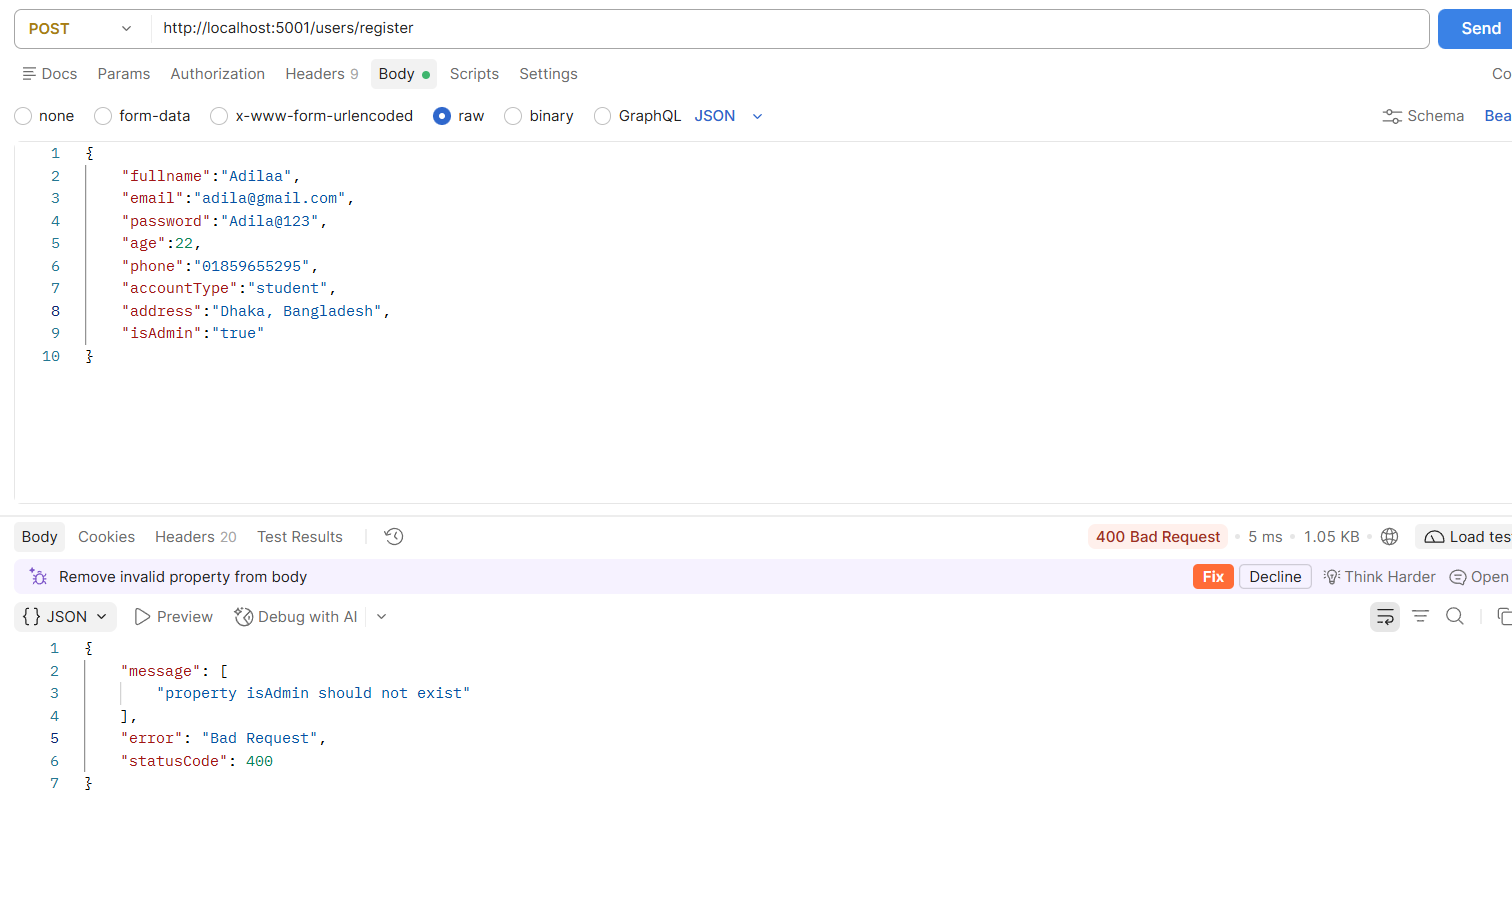 POST http://localhost:5001/users/register Send
Docs Params Authorization Headers 9 Body Scripts Settings Co
none form-data x-www-form-urlencoded raw binary GraphQL JSON Schema Bea
1 {
2 "fullname":"Adilaa",
3 "email":"adila@gmail.com",
4 "password":"Adila@123",
5 "age":22,
6 "phone":"01859655295",
7 "accountType":"student",
8 "address":"Dhaka, Bangladesh",
9 "isAdmin":"true"
10 }
Body Cookies Headers 20 Test Results 400 Bad Request • 5 ms • 1.05 KB • Load tes
Remove invalid property from body Fix Decline Think Harder Open
{} JSON Preview Debug with AI
1 {
2 "message": [
3 "property isAdmin should not exist"
4 ],
5 "error": "Bad Request",
6 "statusCode": 400
7 }